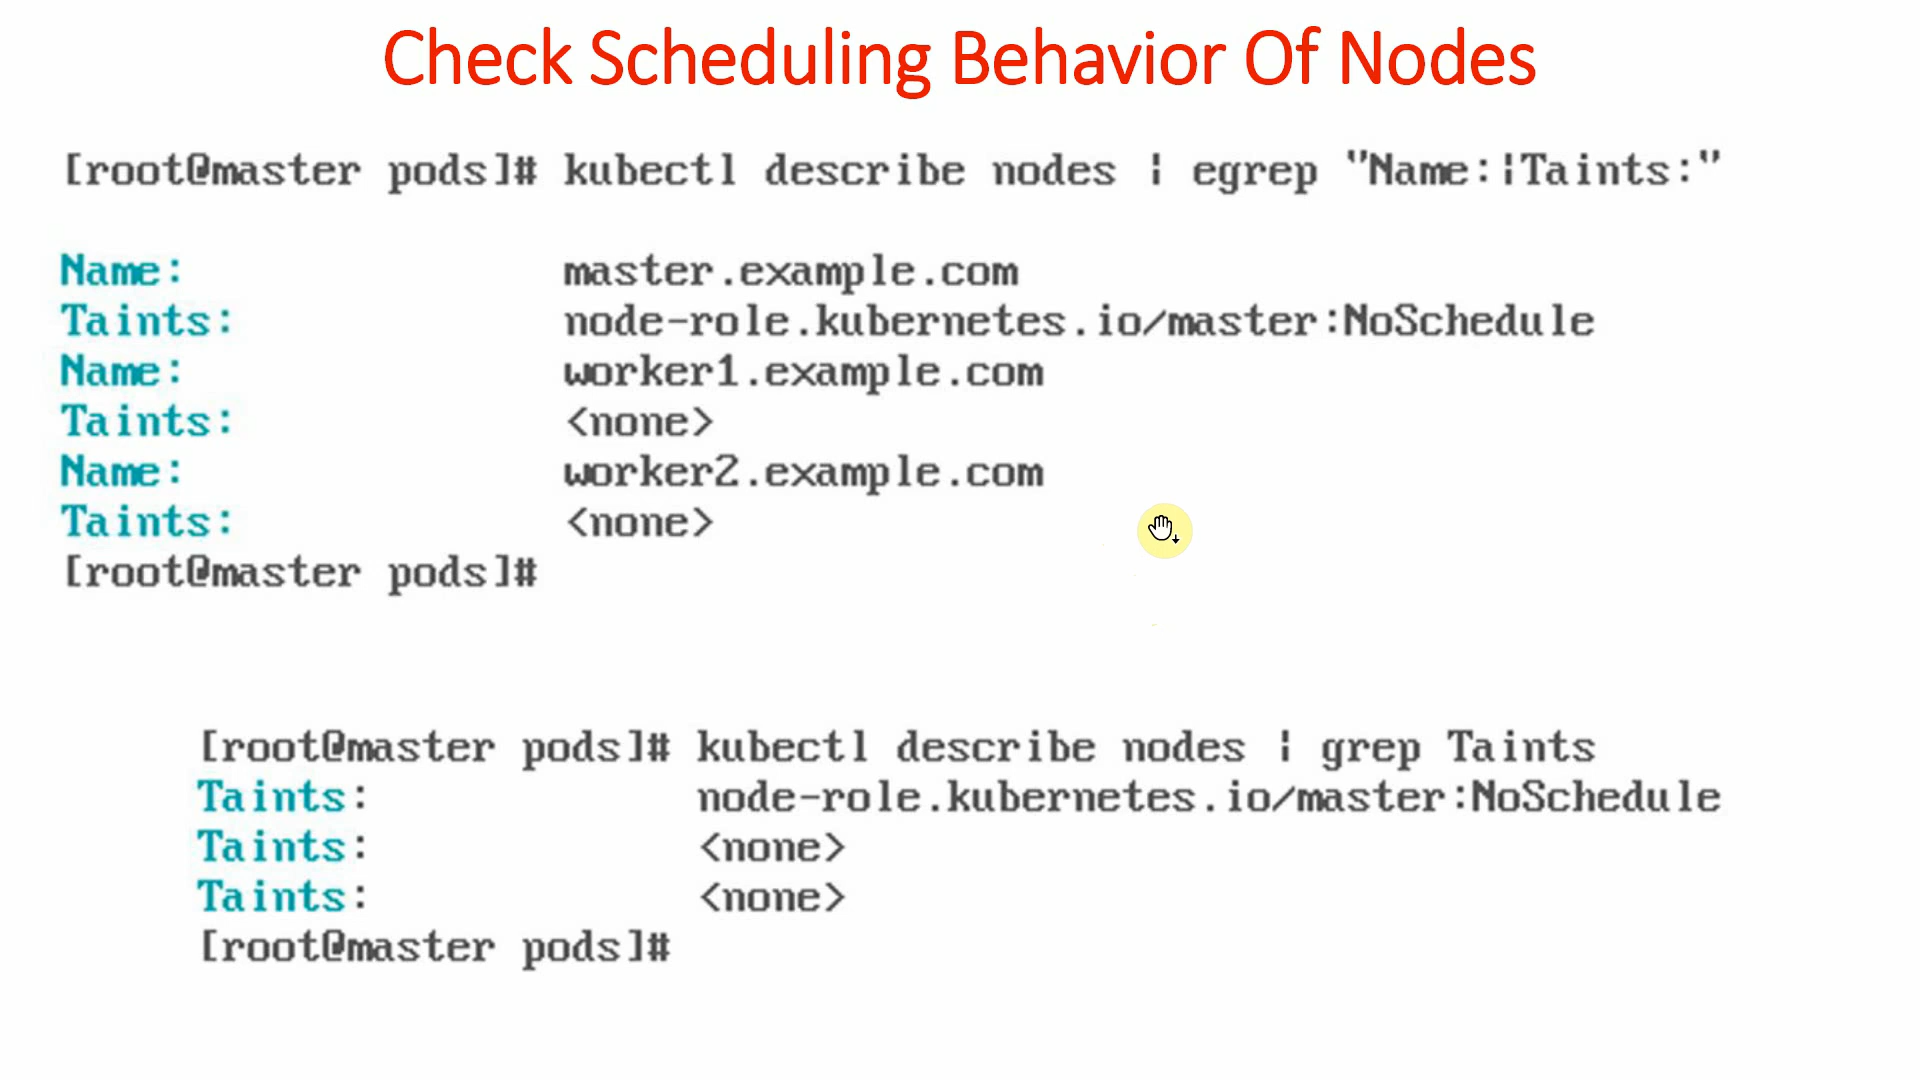 Check Scheduling Behavior Of Nodes
[root@master pods]# kubectl describe nodes | egrep "Name:|Taints:"
Name: master.example.com
Taints: node-role.kubernetes.io/master:NoSchedule
Name: worker1.example.com
Taints: <none>
Name: worker2.example.com
Taints: <none>
[root@master pods]#
[root@master pods]# kubectl describe nodes | grep Taints
Taints: node-role.kubernetes.io/master:NoSchedule
Taints: <none>
Taints: <none>
[root@master pods]#